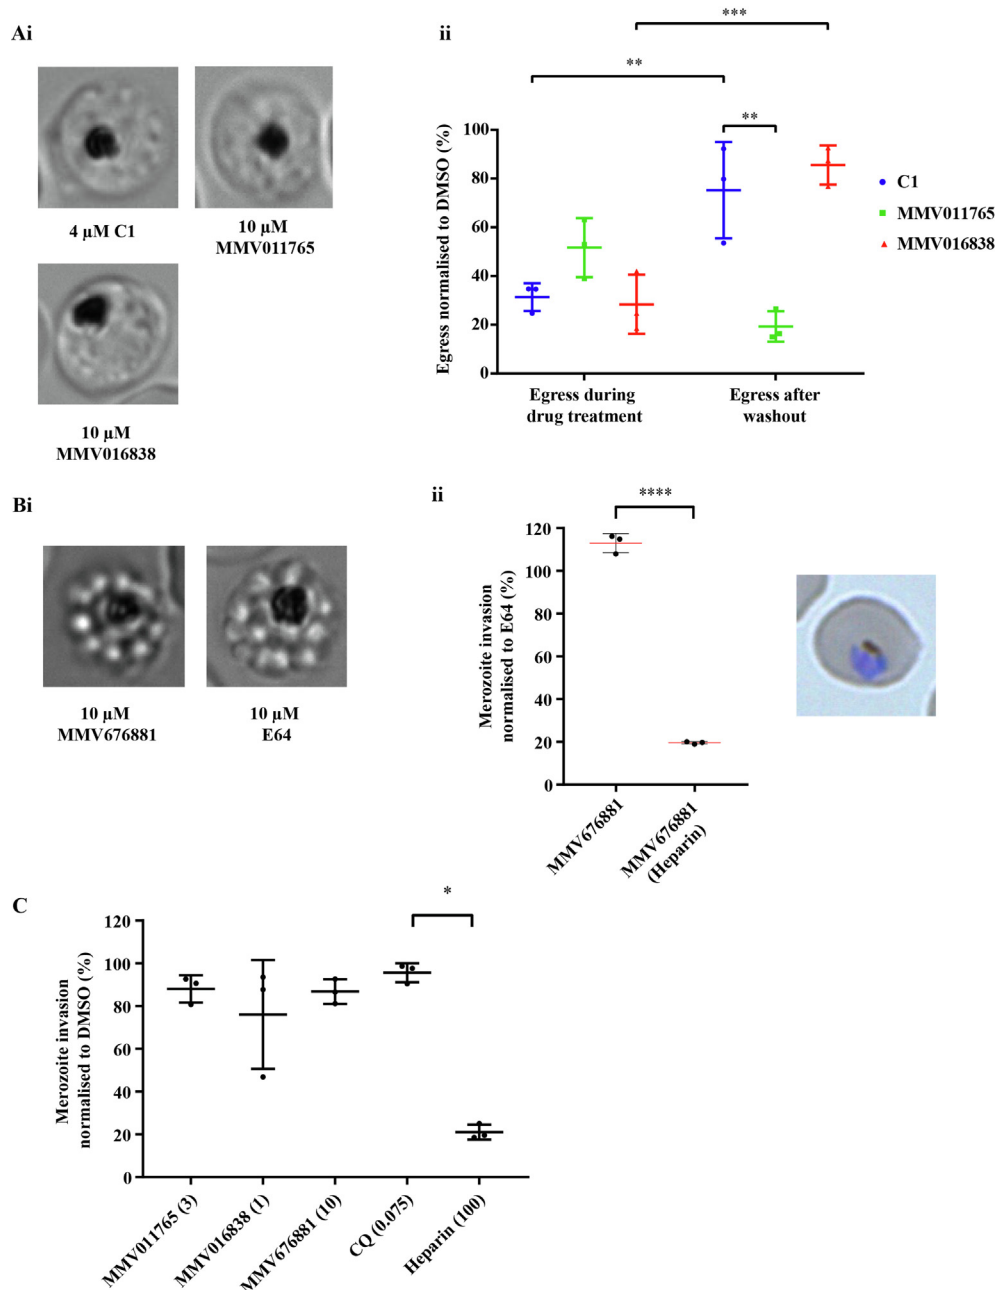 Ai
4 μM C1
10 μM
MMV011765
10 μM
MMV016838
ii
***
**
**
Egress normalised to DMSO (%)
100
80
60
40
20
0
Egress during
drug treatment
Egress after
washout
C1
MMV011765
MMV016838
Bi
10 μM
MMV676881
10 μM
E64
ii
****
Merozoite invasion
normalised to E64 (%)
120
100
80
60
40
20
0
MMV676881
MMV676881
(Heparin)
C
*
Merozoite invasion
normalised to DMSO (%)
120
100
80
60
40
20
0
MMV011765 (3)
MMV016838 (1)
MMV676881 (10)
CQ (0.075)
Heparin (100)